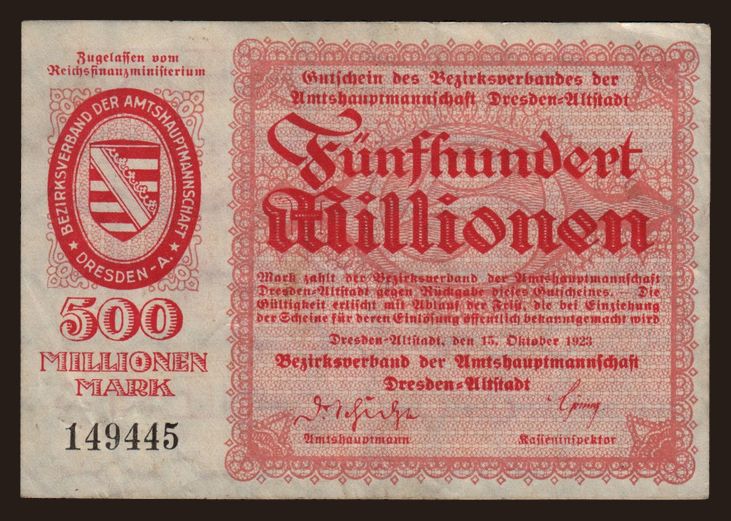 Zugelassen vom
Reichsfinanzministerium
BEZIRKSVERBAND DER AMTSHAUPTMANNSCHAFT
★ DRESDEN-A. ★
500
MILLIONEN
MARK
149445
Gutschein des Bezirksverbandes der
Amtshauptmannschaft Dresden-Altstadt
Fünfhundert
Millionen
Mark zahlt der Bezirksverband der Amtshauptmannschaft
Dresden-Altstadt gegen Rückgabe dieses Gutscheines. — Die
Gültigkeit erlischt mit Ablauf der Frist, die bei Einziehung
der Scheine für deren Einlösung öffentlich bekanntgemacht wird
Dresden-Altstadt, den 15. Oktober 1923
Bezirksverband der Amtshauptmannschaft
Dresden-Altstadt
Amtshauptmann
Kasseninspektor